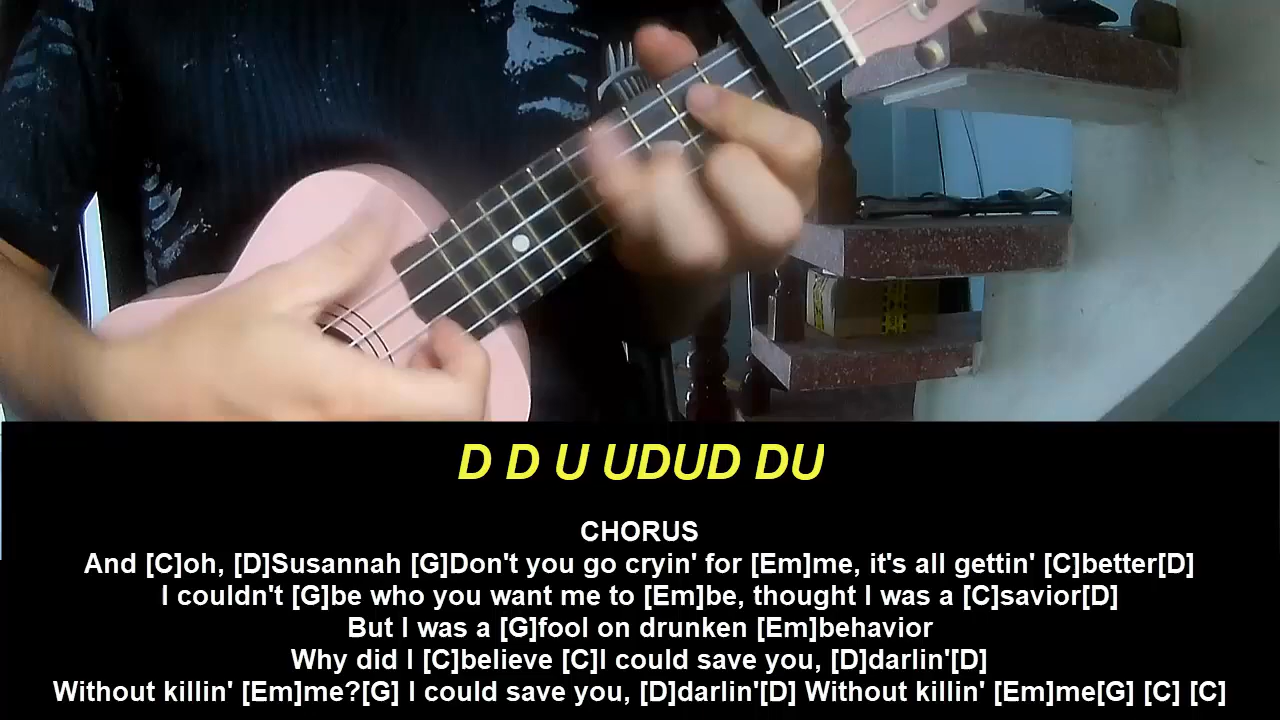 D D U UDUD DU
CHORUS
And [C]oh, [D]Susannah [G]Don't you go cryin' for [Em]me, it's all gettin' [C]better[D]
I couldn't [G]be who you want me to [Em]be, thought I was a [C]savior[D]
But I was a [G]fool on drunken [Em]behavior
Why did I [C]believe [C]I could save you, [D]darlin'[D]
Without killin' [Em]me?[G] I could save you, [D]darlin'[D] Without killin' [Em]me[G] [C] [C]